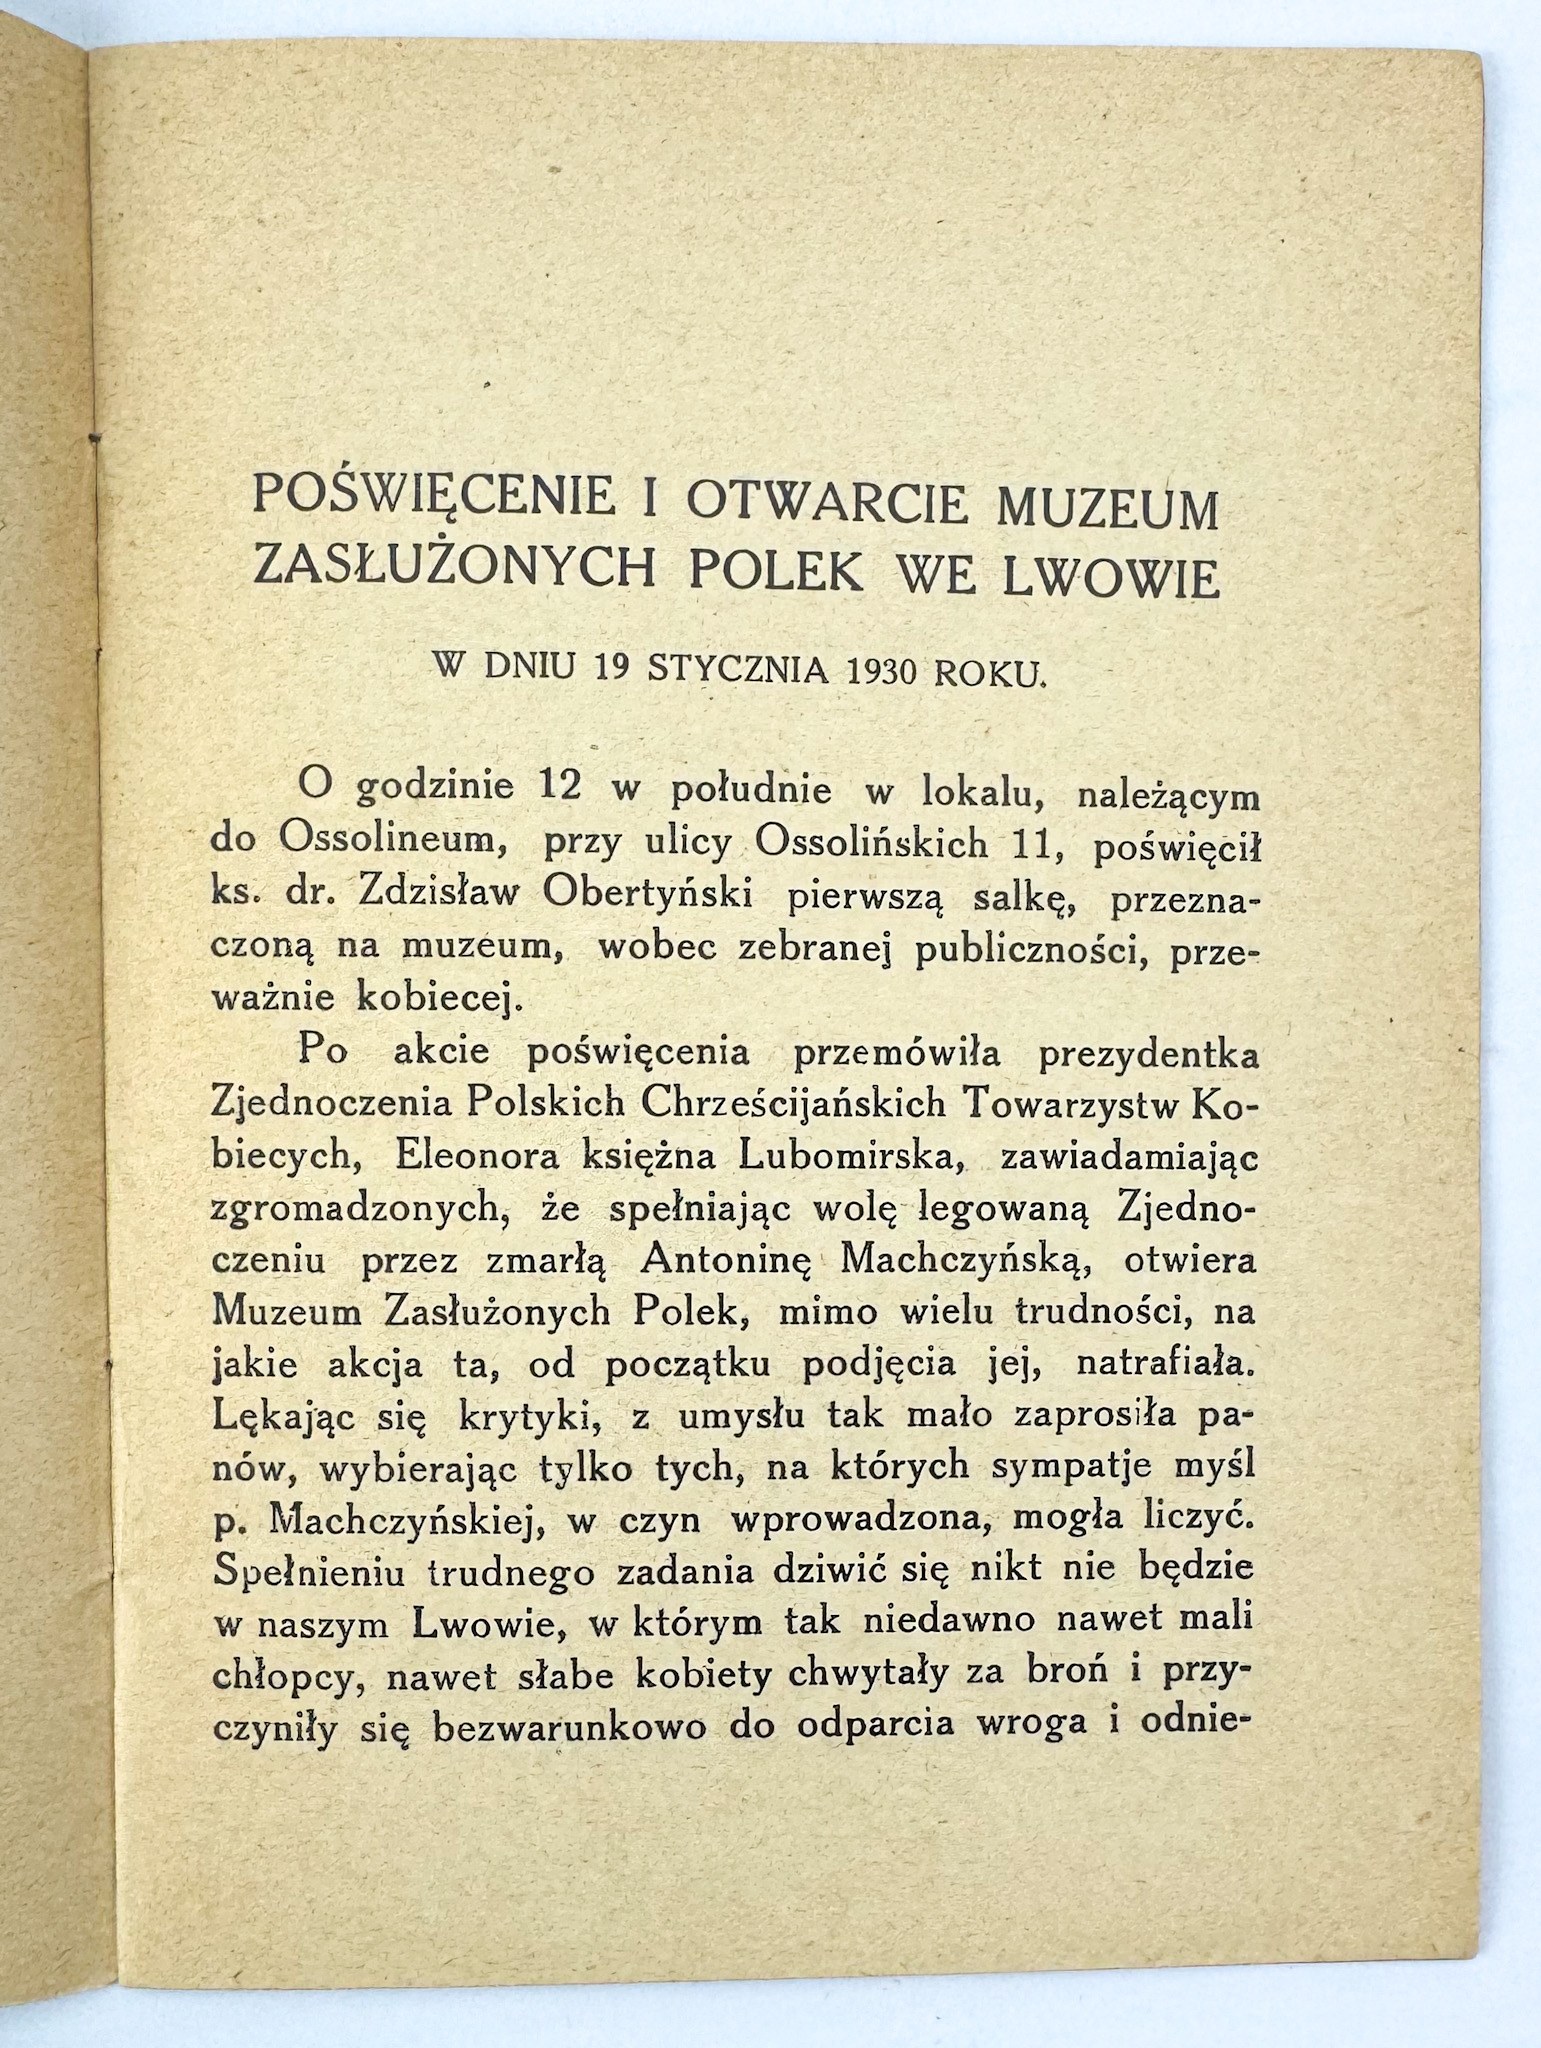 POŚWIĘCENIE I OTWARCIE MUZEUM
ZASŁUŻONYCH POLEK WE LWOWIE
W DNIU 19 STYCZNIA 1930 ROKU.
O godzinie 12 w południe w lokalu, należącym
do Ossolineum, przy ulicy Ossolińskich 11, poświęcił
ks. dr. Zdzisław Obertyński pierwszą salkę, przezna-
czoną na muzeum, wobec zebranej publiczności, prze-
ważnie kobiecej.
Po akcie poświęcenia przemówiła prezydentka
Zjednoczenia Polskich Chrześcijańskich Towarzystw Ko-
biecych, Eleonora księżna Lubomirska, zawiadamiając
zgromadzonych, że spełniając wolę legowaną Zjedno-
czeniu przez zmarłą Antoninę Machczyńską, otwiera
Muzeum Zasłużonych Polek, mimo wielu trudności, na
jakie akcja ta, od początku podjęcia jej, natrafiała.
Lękając się krytyki, z umysłu tak mało zaprosiła pa-
nów, wybierając tylko tych, na których sympatje myśl
p. Machczyńskiej, w czyn wprowadzona, mogła liczyć.
Spełnieniu trudnego zadania dziwić się nikt nie będzie
w naszym Lwowie, w którym tak niedawno nawet mali
chłopcy, nawet słabe kobiety chwytały za broń i przy-
czyniły się bezwarunkowo do odparcia wroga i odnie-